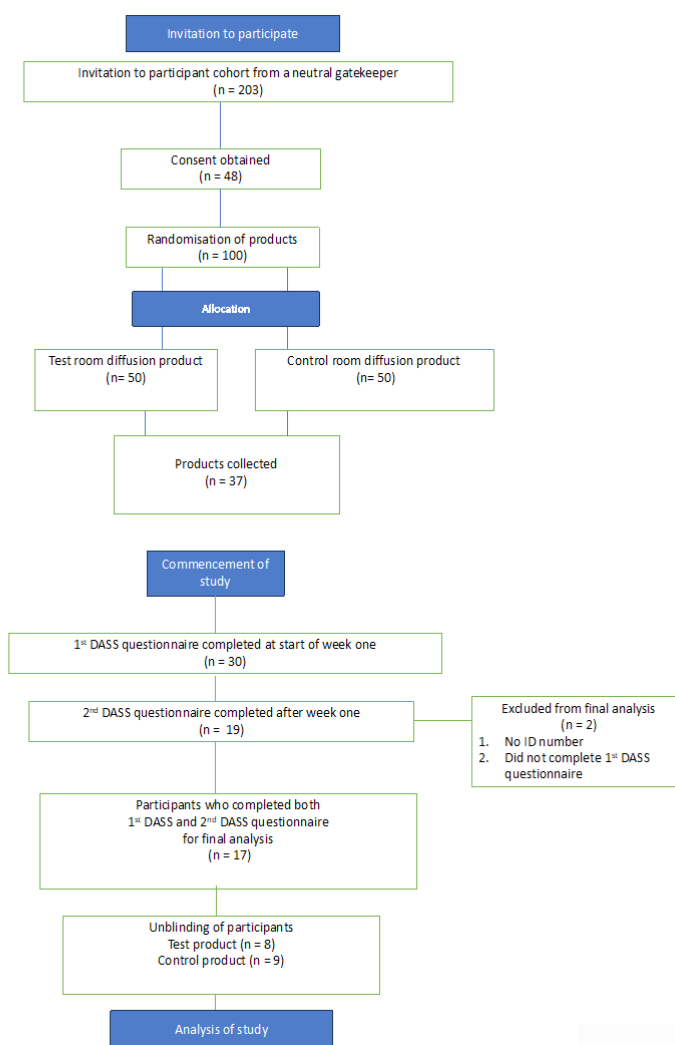 Invitation to participate
Invitation to participant cohort from a neutral gatekeeper
(n = 203)
Consent obtained
(n = 48)
Randomisation of products
(n = 100)
Allocation
Test room diffusion product
(n= 50)
Control room diffusion product
(n= 50)
Products collected
(n = 37)
Commencement of
study
1st DASS questionnaire completed at start of week one
(n = 30)
2nd DASS questionnaire completed after week one
(n = 19)
Excluded from final analysis
(n = 2)
1. No ID number
2. Did not complete 1st DASS
questionnaire
Participants who completed both
1st DASS and 2nd DASS questionnaire
for final analysis
(n = 17)
Unblinding of participants
Test product (n = 8)
Control product (n = 9)
Analysis of study